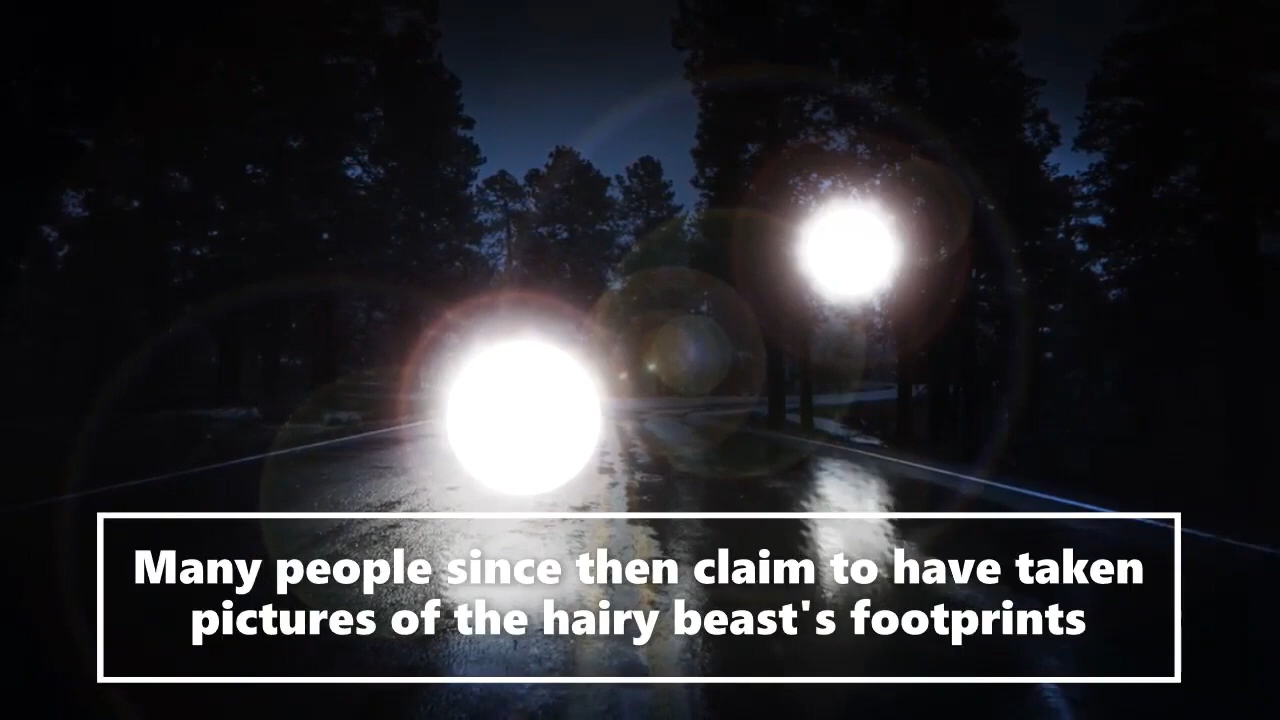 Many people since then claim to have taken
pictures of the hairy beast's footprints